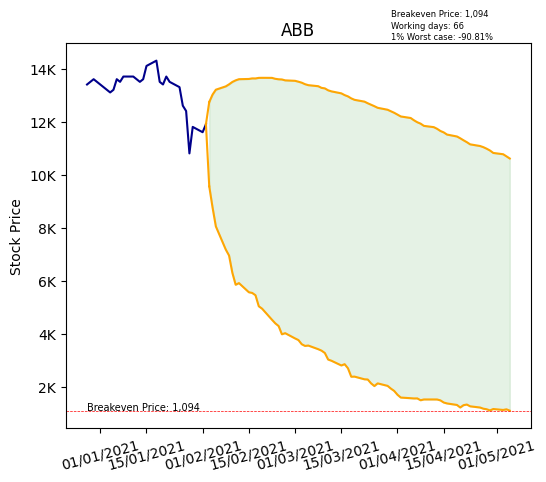 Breakeven Price: 1,094
Working days: 66
1% Worst case: -90.81%
ABB
Stock Price
14K
12K
10K
8K
6K
4K
2K
Breakeven Price: 1,094
01/01/2021
15/01/2021
01/02/2021
15/02/2021
01/03/2021
15/03/2021
01/04/2021
15/04/2021
01/05/2021